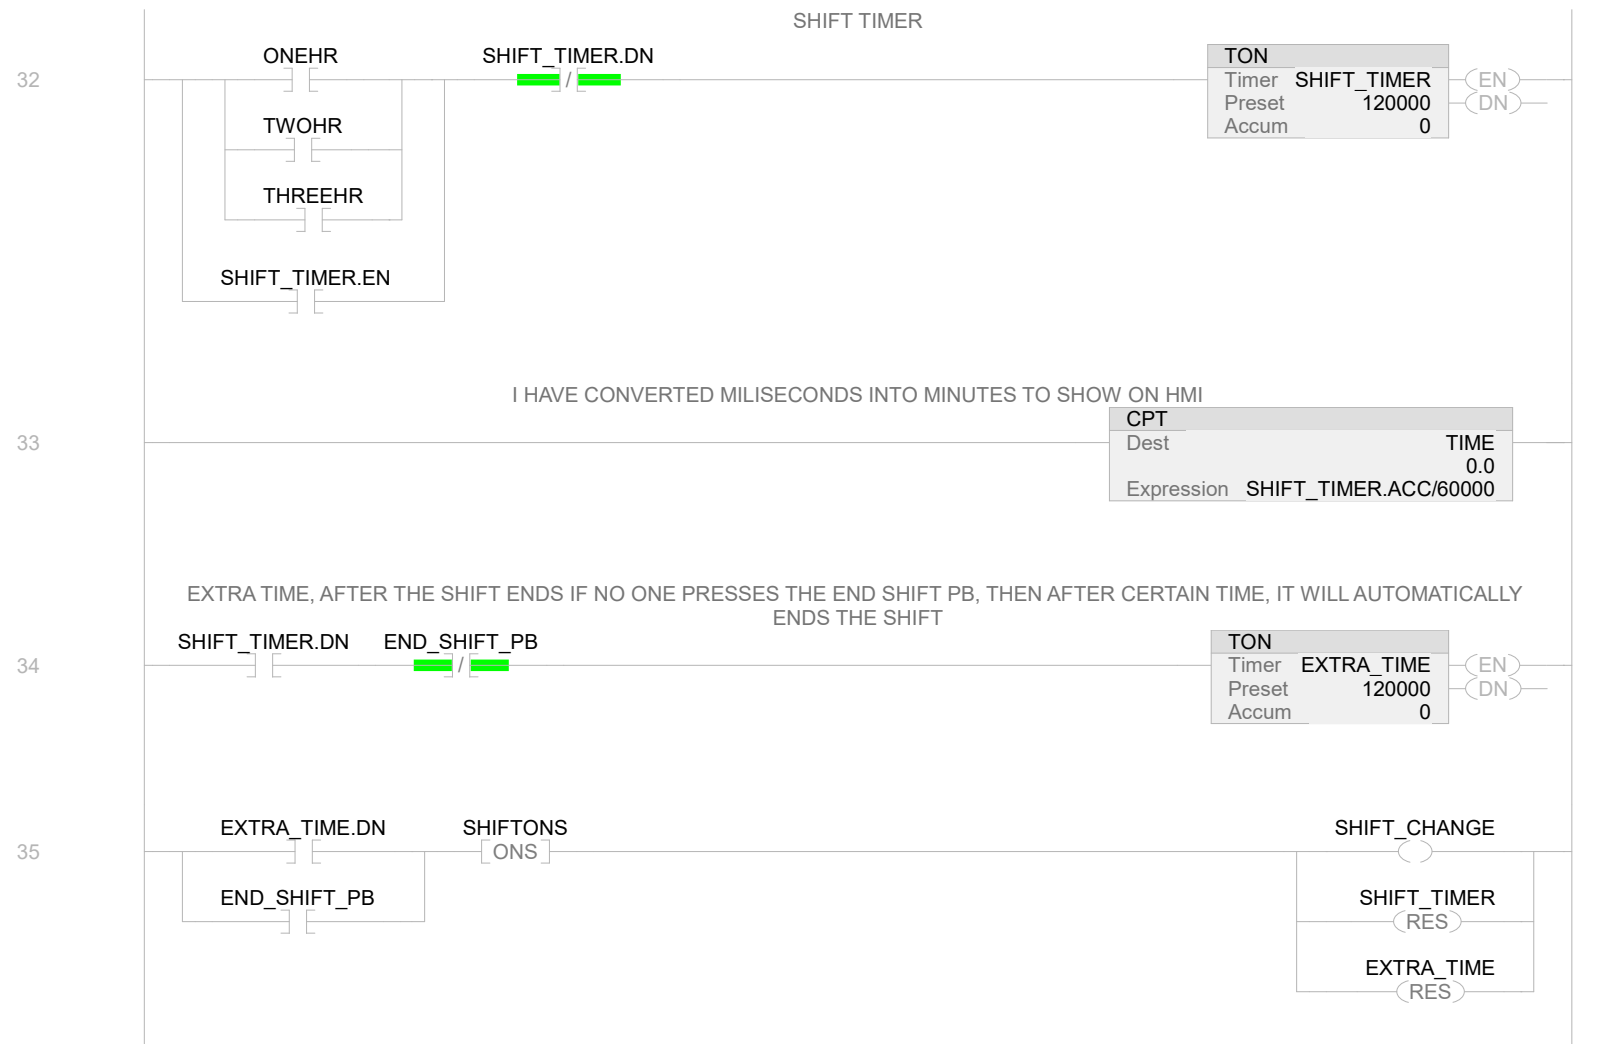 SHIFT TIMER
32
ONEHR
SHIFT_TIMER.DN
/
TWOHR
THREEHR
SHIFT_TIMER.EN
TON
Timer SHIFT_TIMER
Preset 120000
Accum 0
EN
DN
I HAVE CONVERTED MILISECONDS INTO MINUTES TO SHOW ON HMI
33
CPT
Dest TIME
0.0
Expression SHIFT_TIMER.ACC/60000
EXTRA TIME, AFTER THE SHIFT ENDS IF NO ONE PRESSES THE END SHIFT PB, THEN AFTER CERTAIN TIME, IT WILL AUTOMATICALLY
ENDS THE SHIFT
34
SHIFT_TIMER.DN
END_SHIFT_PB
/
TON
Timer EXTRA_TIME
Preset 120000
Accum 0
EN
DN
35
EXTRA_TIME.DN
SHIFTONS
ONS
END_SHIFT_PB
SHIFT_CHANGE
SHIFT_TIMER
RES
EXTRA_TIME
RES